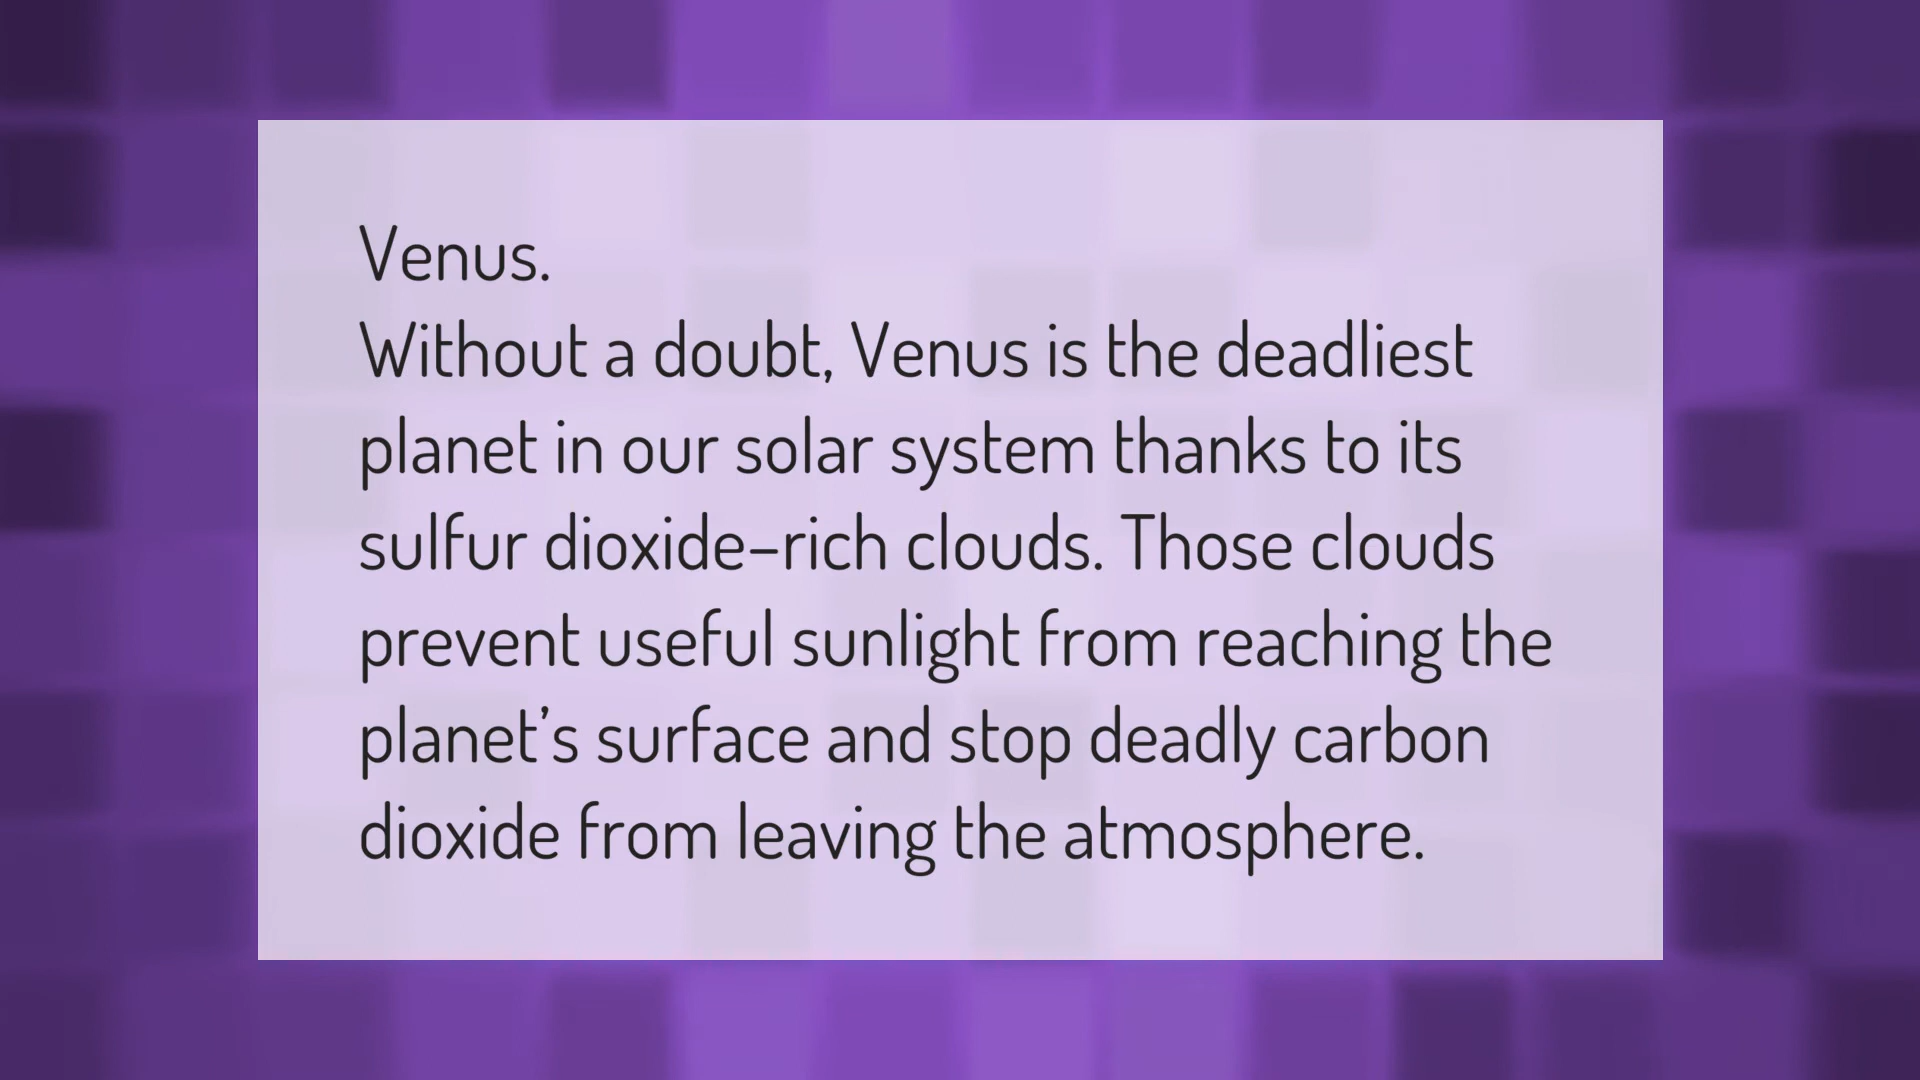 Venus.
Without a doubt, Venus is the deadliest
planet in our solar system thanks to its
sulfur dioxide-rich clouds. Those clouds
prevent useful sunlight from reaching the
planet's surface and stop deadly carbon
dioxide from leaving the atmosphere.